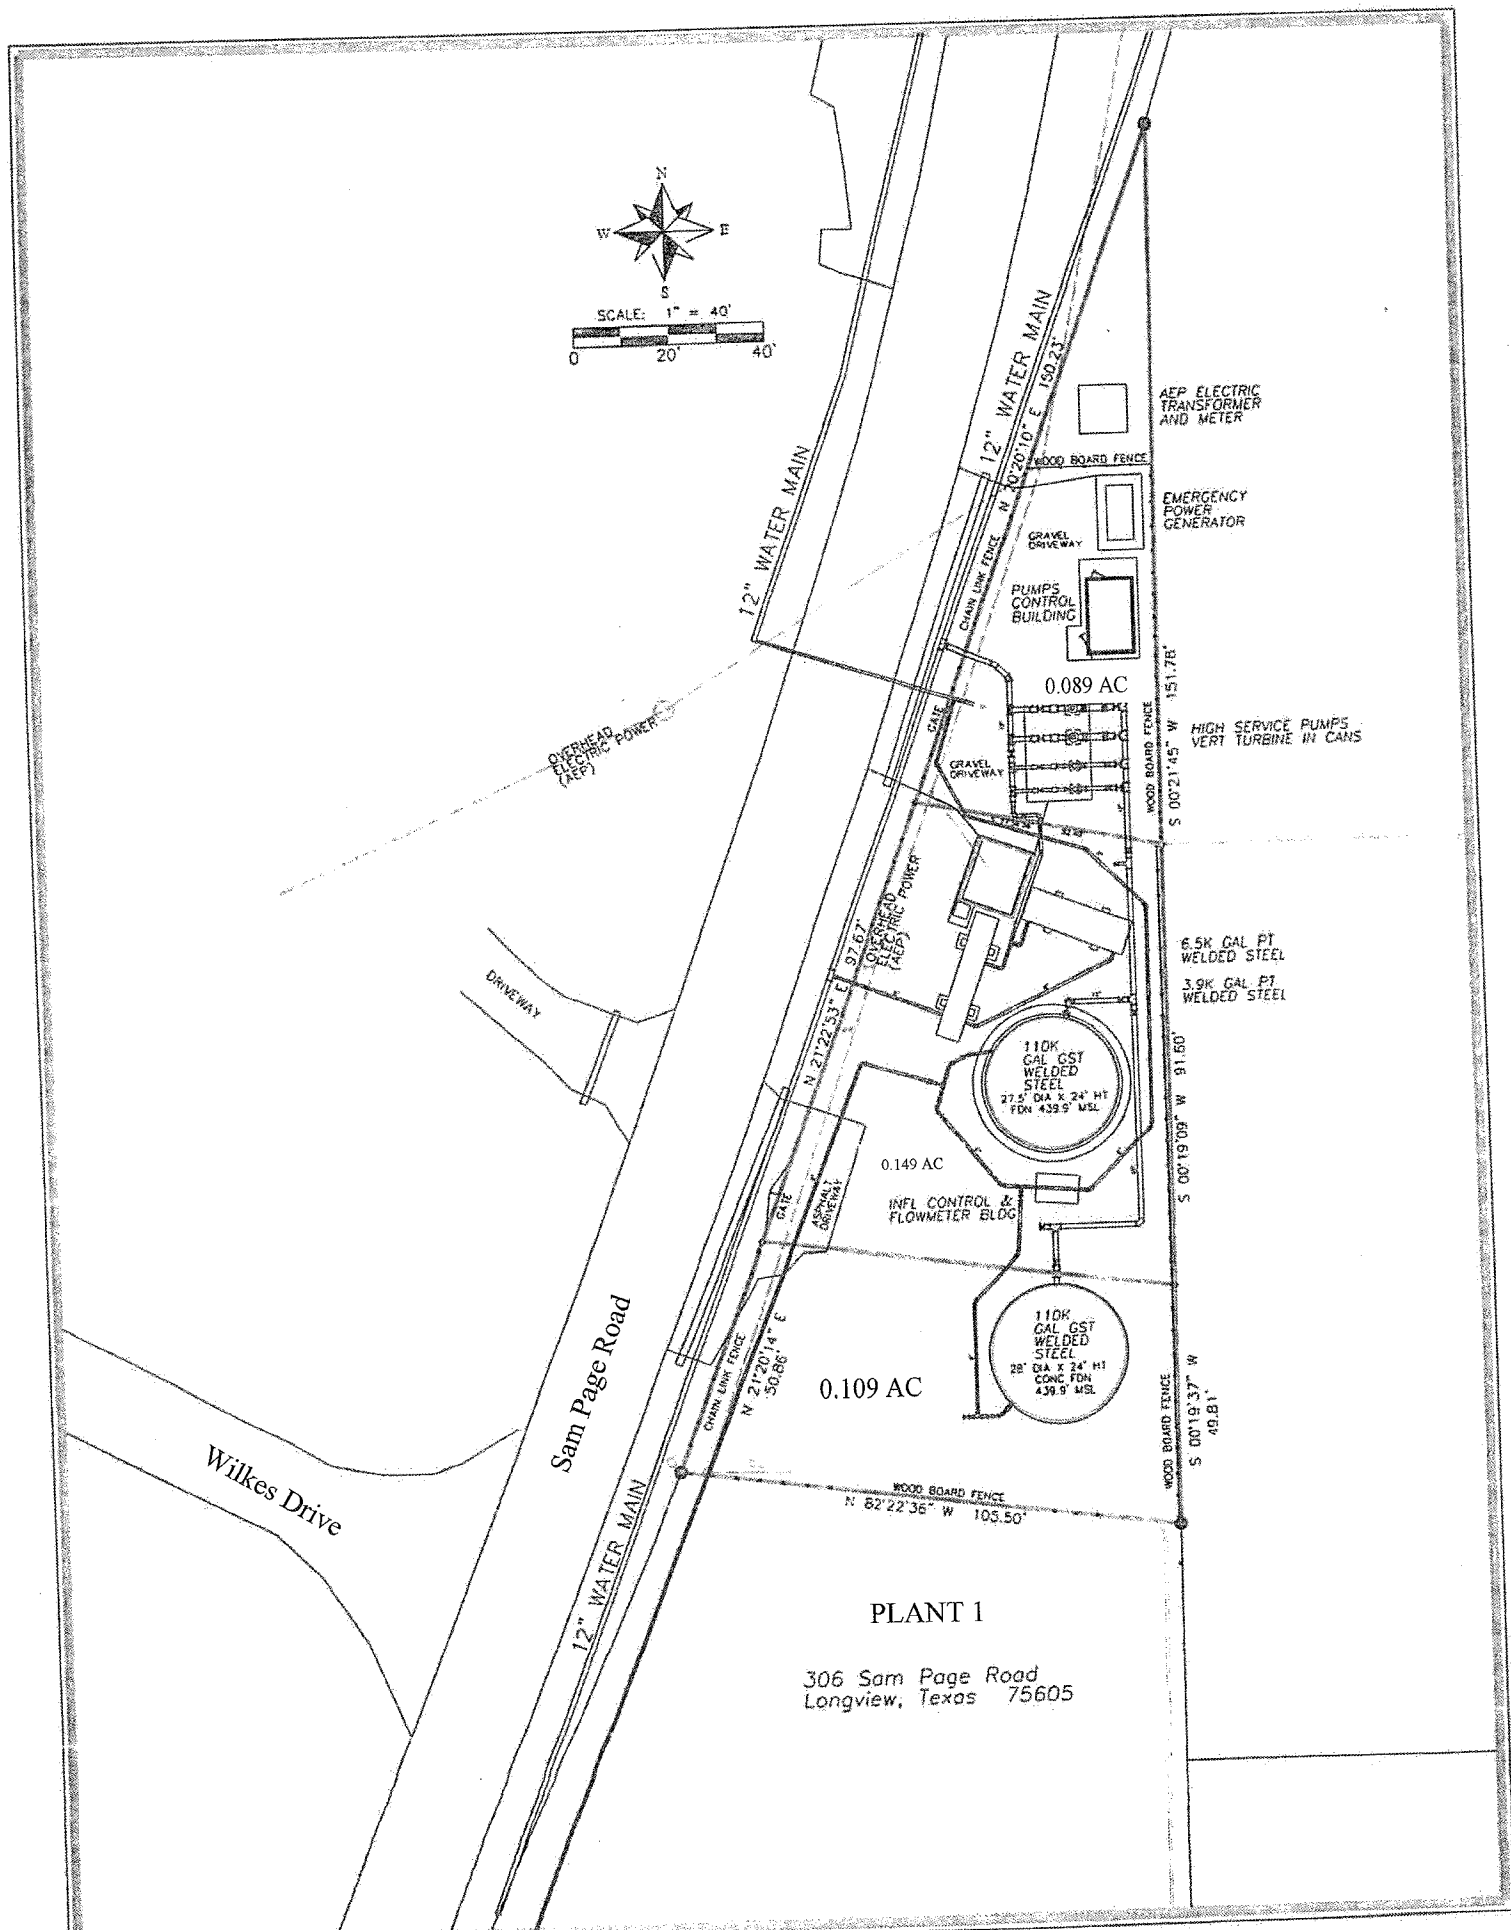 N
W E
S
SCALE: 1" = 40'
0 20' 40'
12" WATER MAIN
12" WATER MAIN
N 20°20'10" E 150.23'
AEP ELECTRIC
TRANSFORMER
AND METER
WOOD BOARD FENCE
EMERGENCY
POWER
GENERATOR
GRAVEL
DRIVEWAY
CHAIN LINK FENCE
PUMPS
CONTROL
BUILDING
0.089 AC
S 00°21'45" W 151.78'
WOOD BOARD FENCE
HIGH SERVICE PUMPS
VERT TURBINE IN CANS
GATE
GRAVEL
DRIVEWAY
OVERHEAD
ELECTRIC POWER
(AEP)
OVERHEAD
ELECTRIC POWER
(AEP)
N 21°22'53" E 97.67'
DRIVEWAY
6.5K GAL PT
WELDED STEEL
3.9K GAL PT
WELDED STEEL
110K
GAL GST
WELDED
STEEL
27.5' DIA X 24' HT
FDN 439.9' MSL
S 00°19'09" W 91.60'
0.149 AC
GATE
ASPHALT
DRIVEWAY
INFL CONTROL &
FLOWMETER BLDG
110K
GAL GST
WELDED
STEEL
28' DIA X 24' HT
CONC FDN
439.9' MSL
Sam Page Road
CHAIN LINK FENCE
N 21°20'14" E
50.86'
0.109 AC
WOOD BOARD FENCE
S 00°19'37" W
49.81'
Wilkes Drive
12" WATER MAIN
WOOD BOARD FENCE
N 82°22'36" W 105.50'
PLANT 1
306 Sam Page Road
Longview, Texas 75605